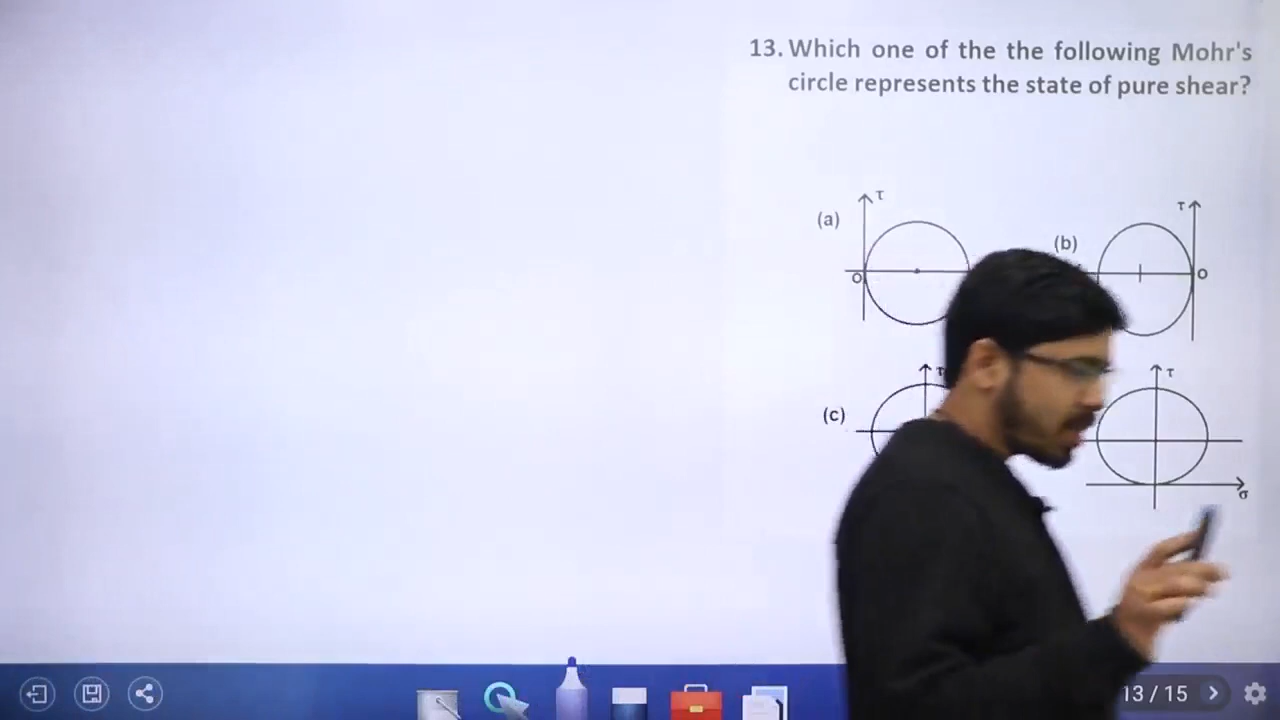 13. Which one of the the following Mohr's
circle represents the state of pure shear?
(a)
τ
O
(b)
τ
O
(c)
τ
τ
σ
13 / 15